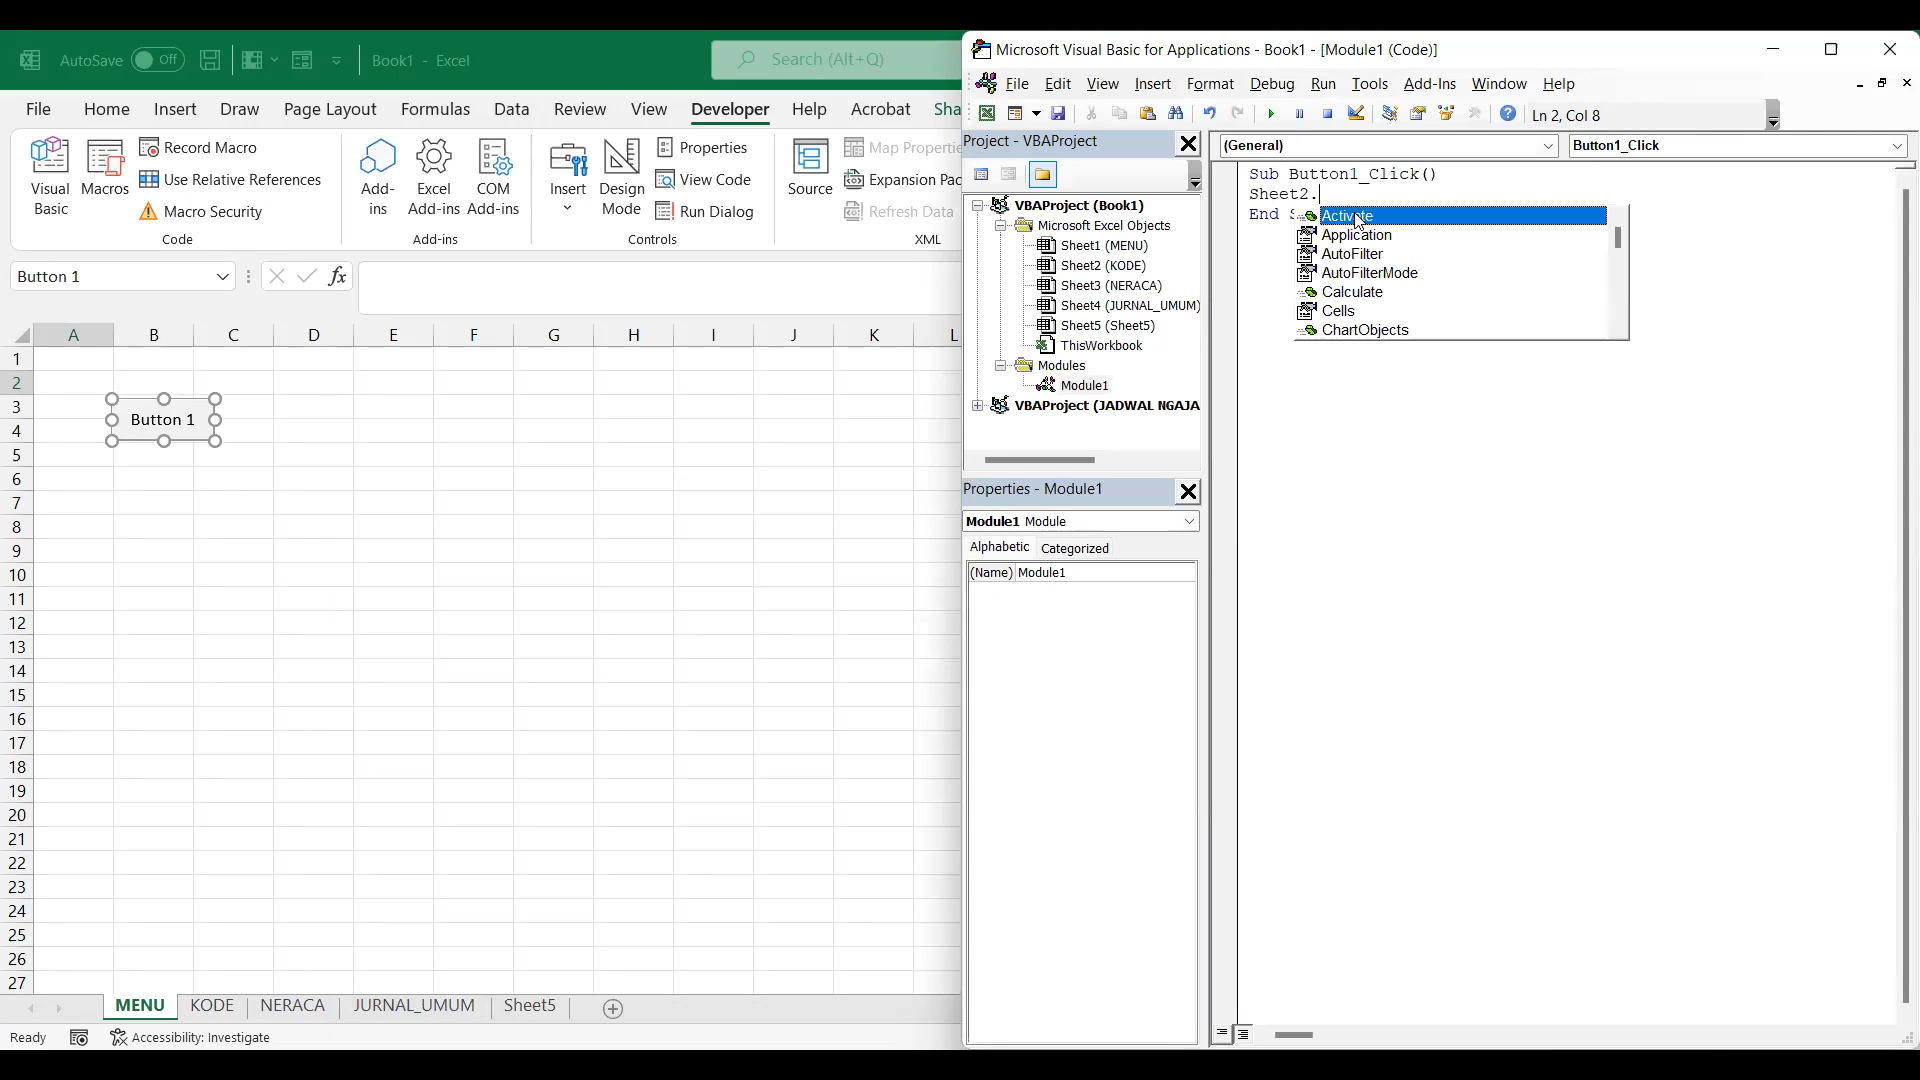 AutoSave Off Book1 - Excel Search (Alt+Q)
File Home Insert Draw Page Layout Formulas Data Review View Developer Help Acrobat Sha
Visual Basic
Macros
Record Macro
Use Relative References
Macro Security
Code
Add-ins
Excel Add-ins
COM Add-ins
Add-ins
Insert
Design Mode
Properties
View Code
Run Dialog
Controls
Source
Map Propertie
Expansion Pac
Refresh Data
XML
Button 1 fx
A B C D E F G H I J K L
1
2
3
Button 1
4
5
6
7
8
9
10
11
12
13
14
15
16
17
18
19
20
21
22
23
24
25
26
27
MENU KODE NERACA JURNAL_UMUM Sheet5
Ready Accessibility: Investigate
Microsoft Visual Basic for Applications - Book1 - [Module1 (Code)]
File Edit View Insert Format Debug Run Tools Add-Ins Window Help
Ln 2, Col 8
Project - VBAProject
VBAProject (Book1)
Microsoft Excel Objects
Sheet1 (MENU)
Sheet2 (KODE)
Sheet3 (NERACA)
Sheet4 (JURNAL_UMUM)
Sheet5 (Sheet5)
ThisWorkbook
Modules
Module1
VBAProject (JADWAL NGAJA
Properties - Module1
Module1 Module
Alphabetic Categorized
(Name) Module1
(General) Button1_Click
Sub Button1_Click()
Sheet2.
End S
Activate
Application
AutoFilter
AutoFilterMode
Calculate
Cells
ChartObjects